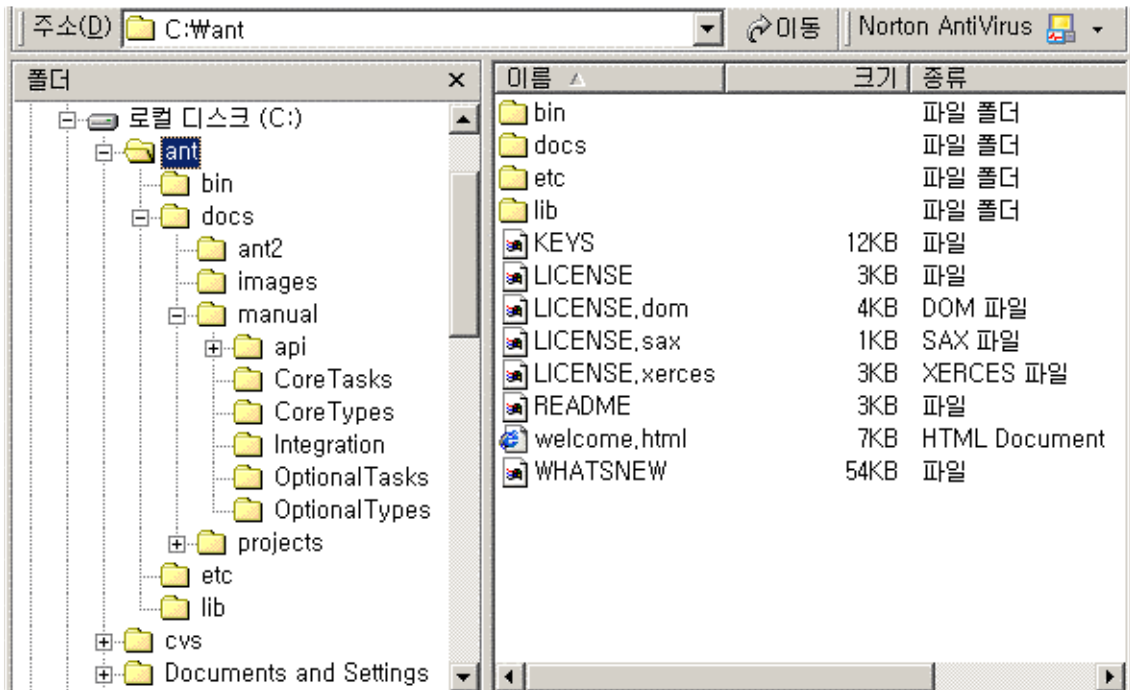 주소(D) C:₩ant 이동 Norton AntiVirus
폴더
로컬 디스크 (C:)
ant
bin
docs
ant2
images
manual
api
CoreTasks
CoreTypes
Integration
OptionalTasks
OptionalTypes
projects
etc
lib
cvs
Documents and Settings
이름 크기 종류
bin 파일 폴더
docs 파일 폴더
etc 파일 폴더
lib 파일 폴더
KEYS 12KB 파일
LICENSE 3KB 파일
LICENSE.dom 4KB DOM 파일
LICENSE.sax 1KB SAX 파일
LICENSE.xerces 3KB XERCES 파일
README 3KB 파일
welcome.html 7KB HTML Document
WHATSNEW 54KB 파일